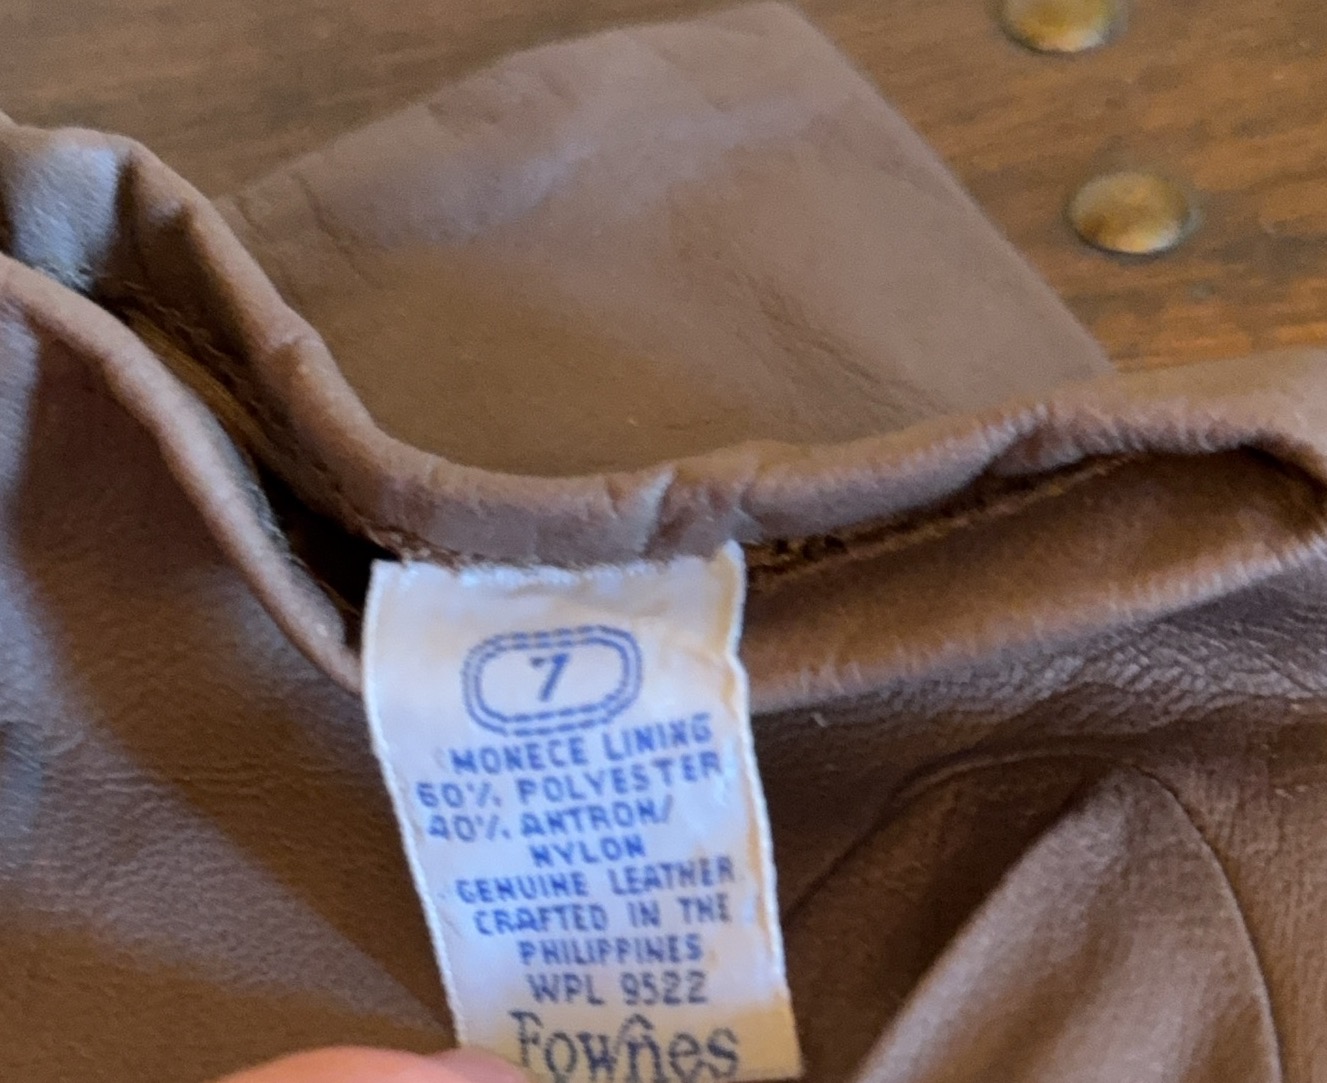 7
MONECE LINING
60% POLYESTER
40% ANTRON/
NYLON
GENUINE LEATHER
CRAFTED IN THE
PHILIPPINES
WPL 9522
Fownes